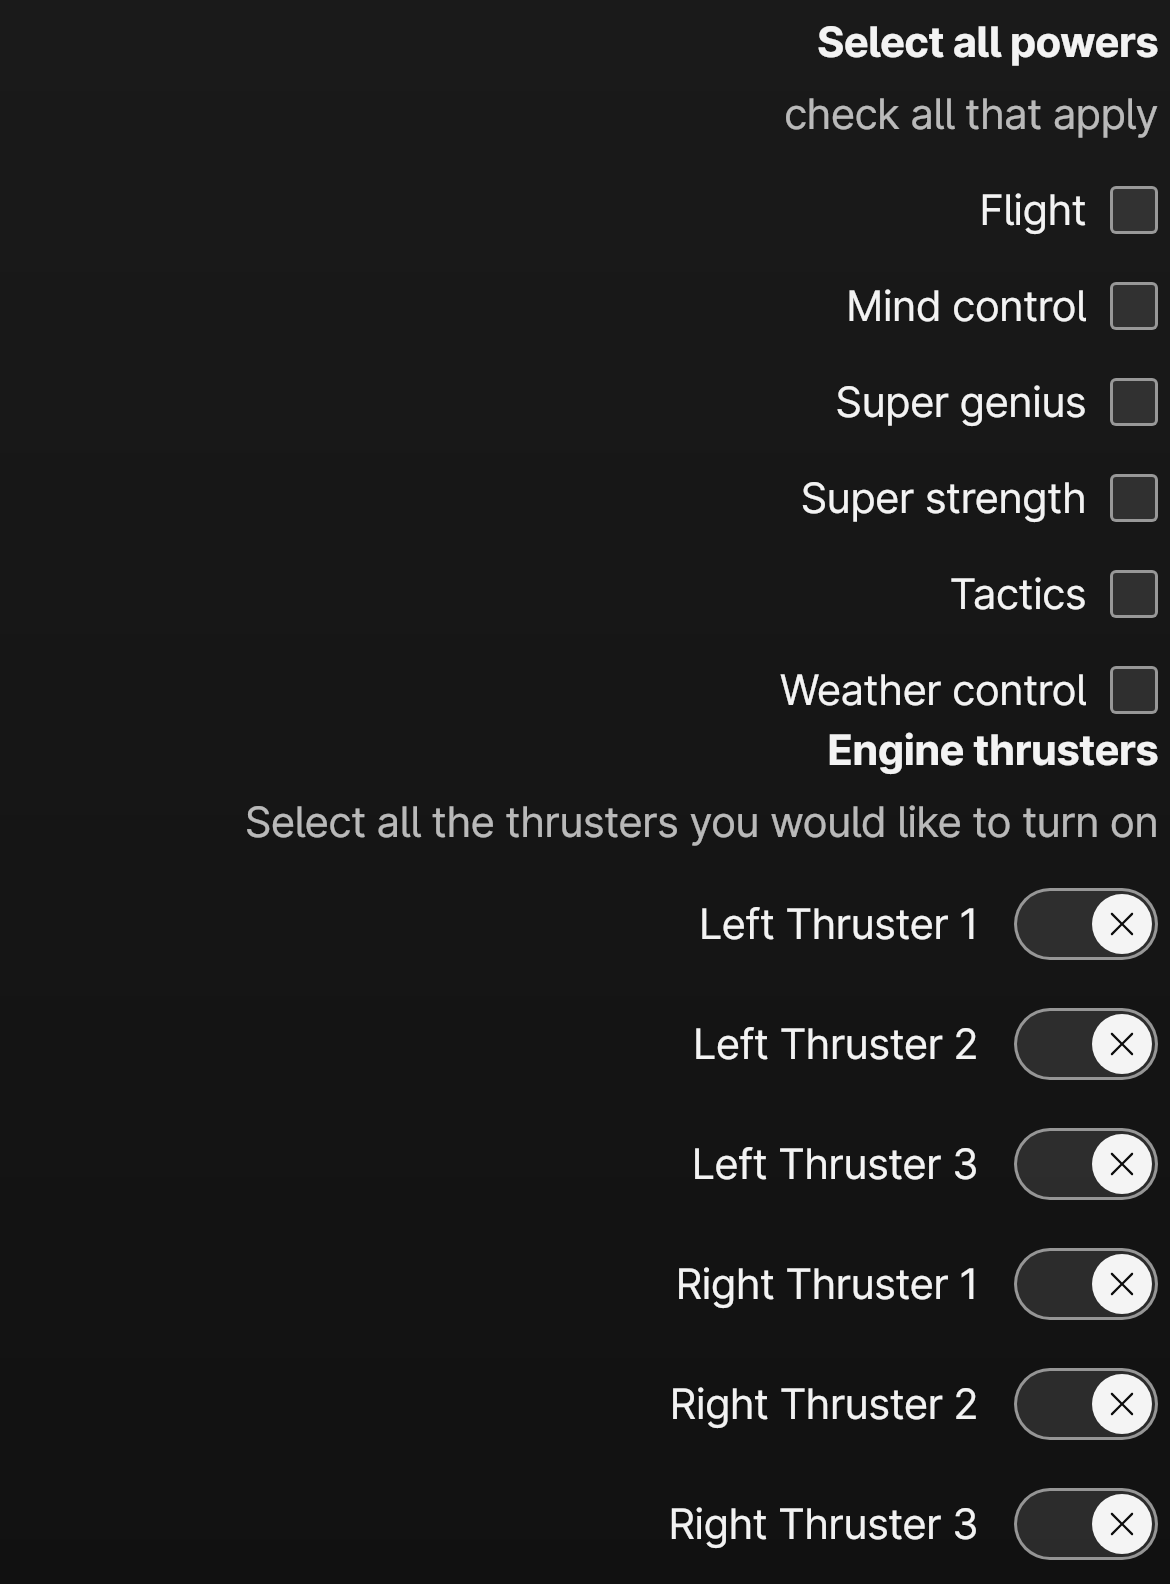 Select all powers
check all that apply
Flight
Mind control
Super genius
Super strength
Tactics
Weather control
Engine thrusters
Select all the thrusters you would like to turn on
Left Thruster 1
Left Thruster 2
Left Thruster 3
Right Thruster 1
Right Thruster 2
Right Thruster 3